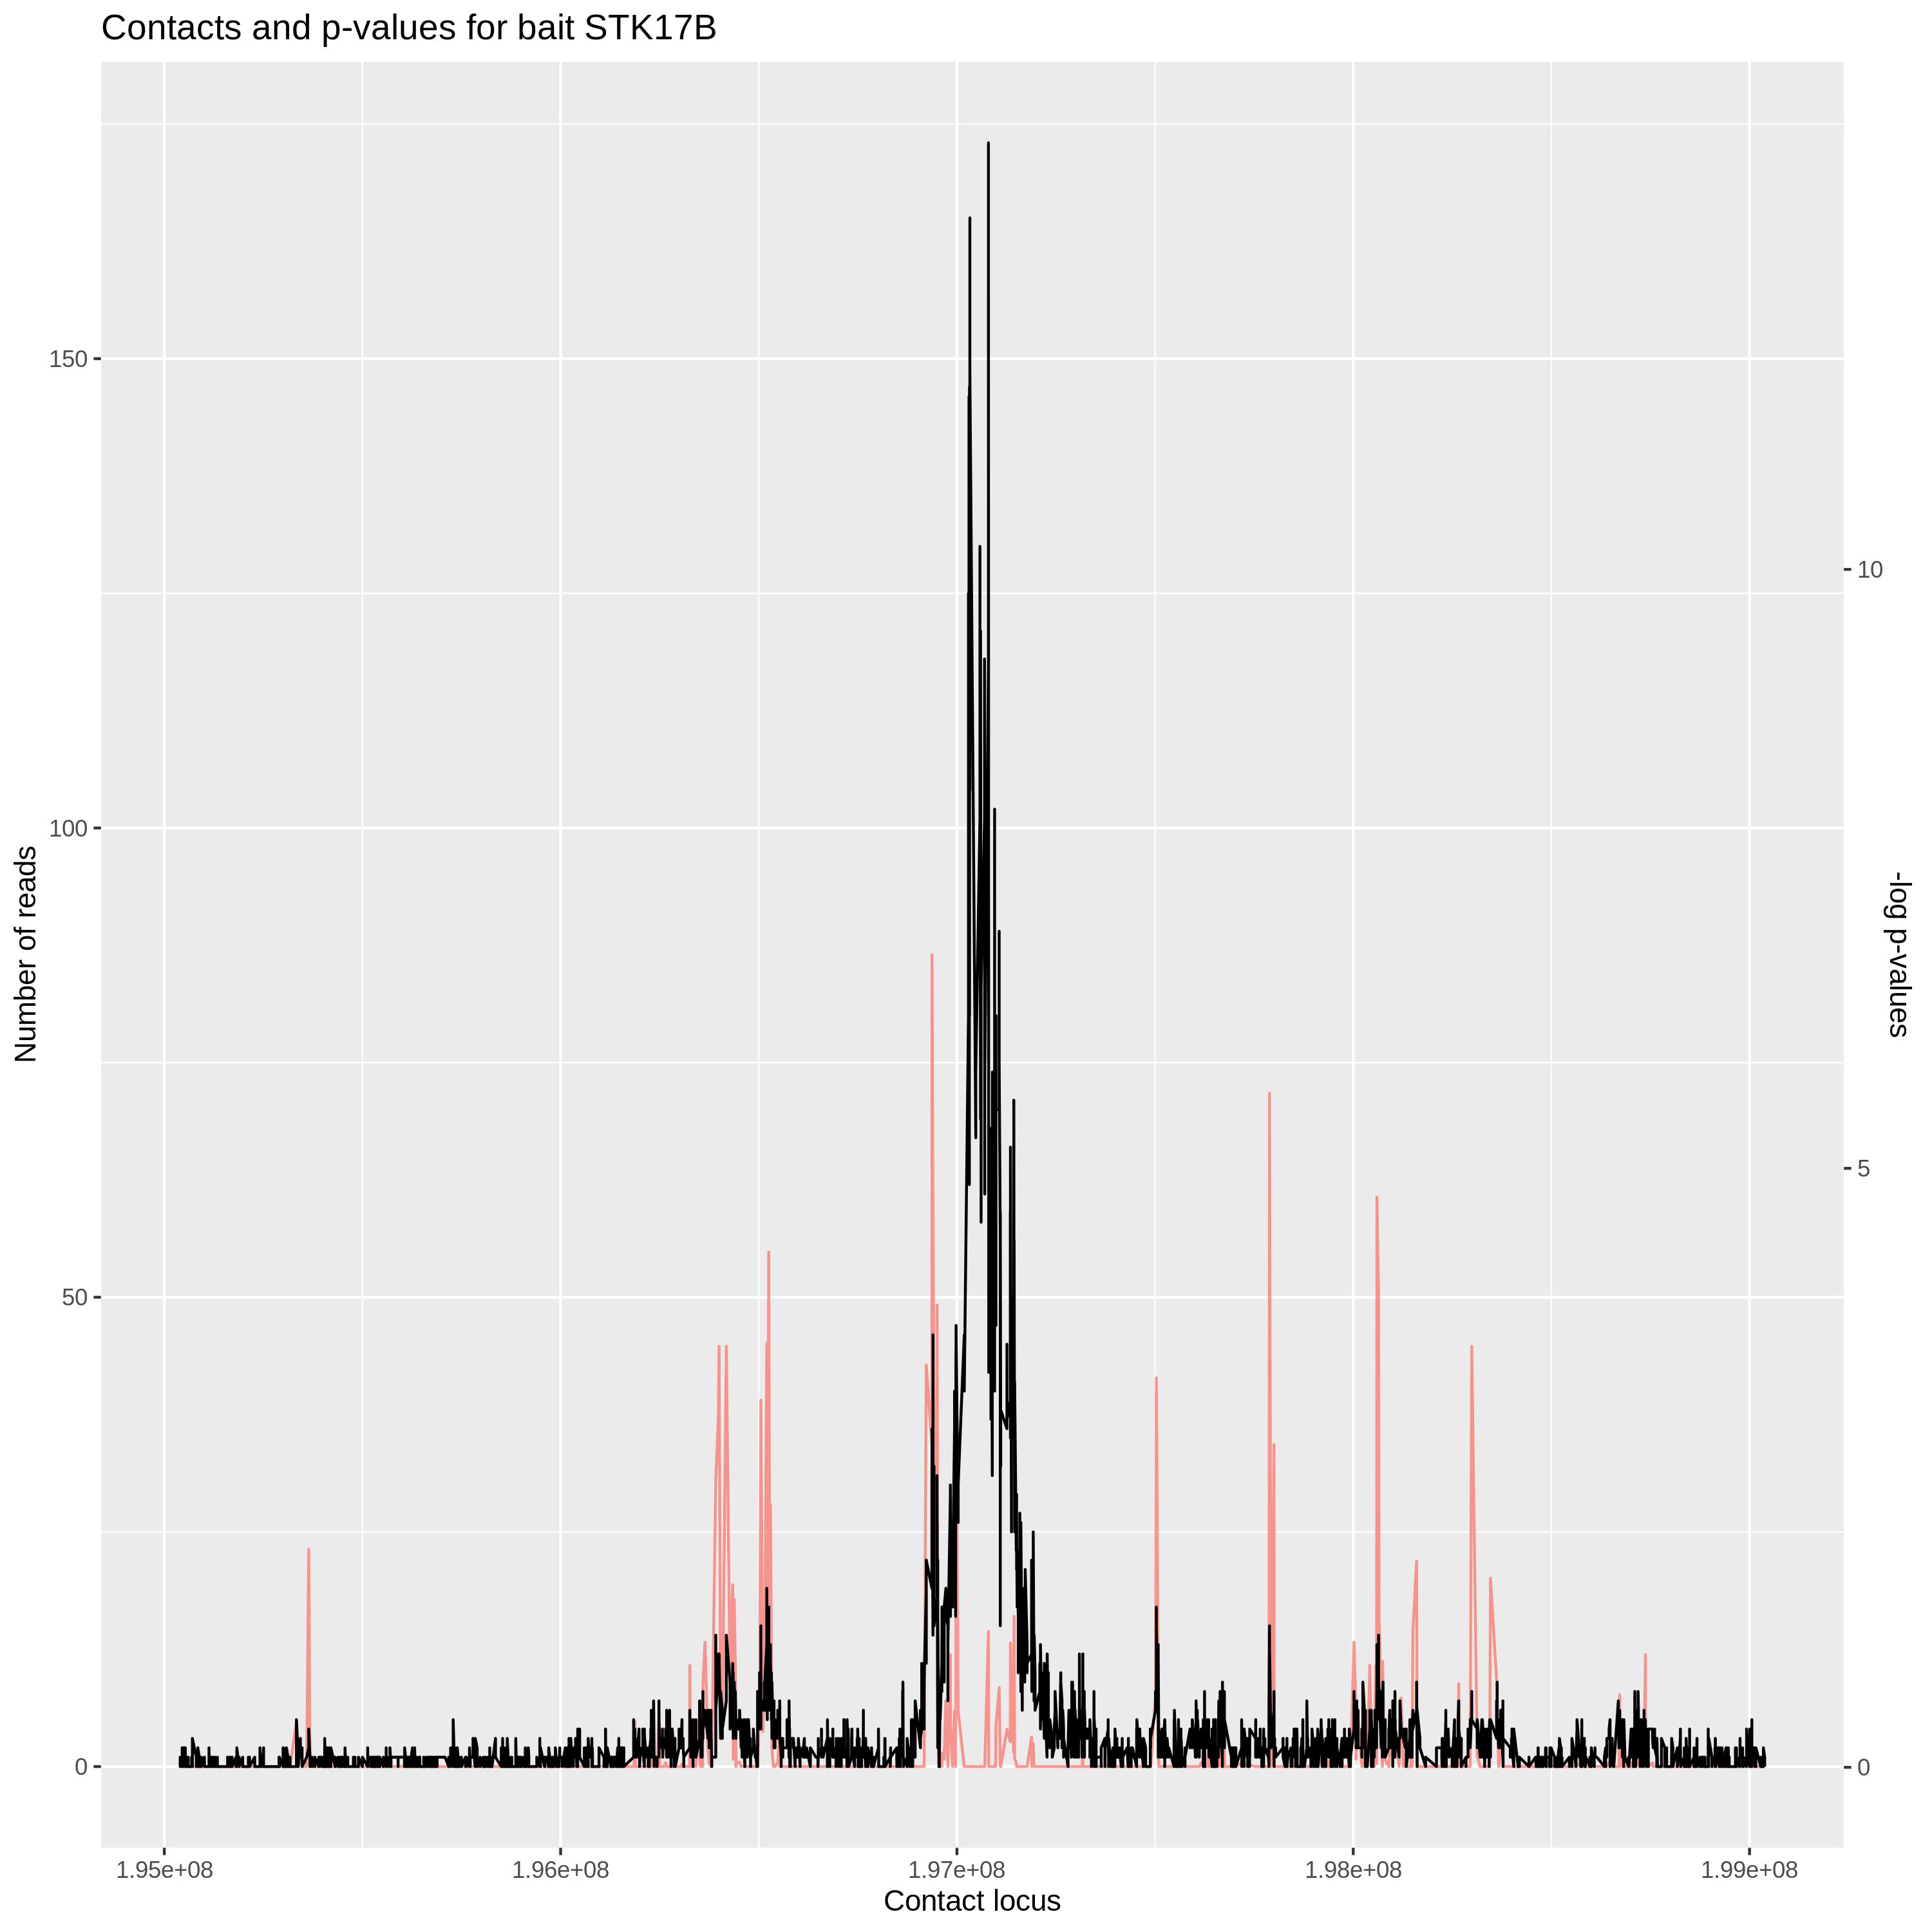 Contacts and p-values for bait STK17B
Number of reads
150
100
50
0
10
5
0
-log p-values
1.95e+08
1.96e+08
1.97e+08
1.98e+08
1.99e+08
Contact locus